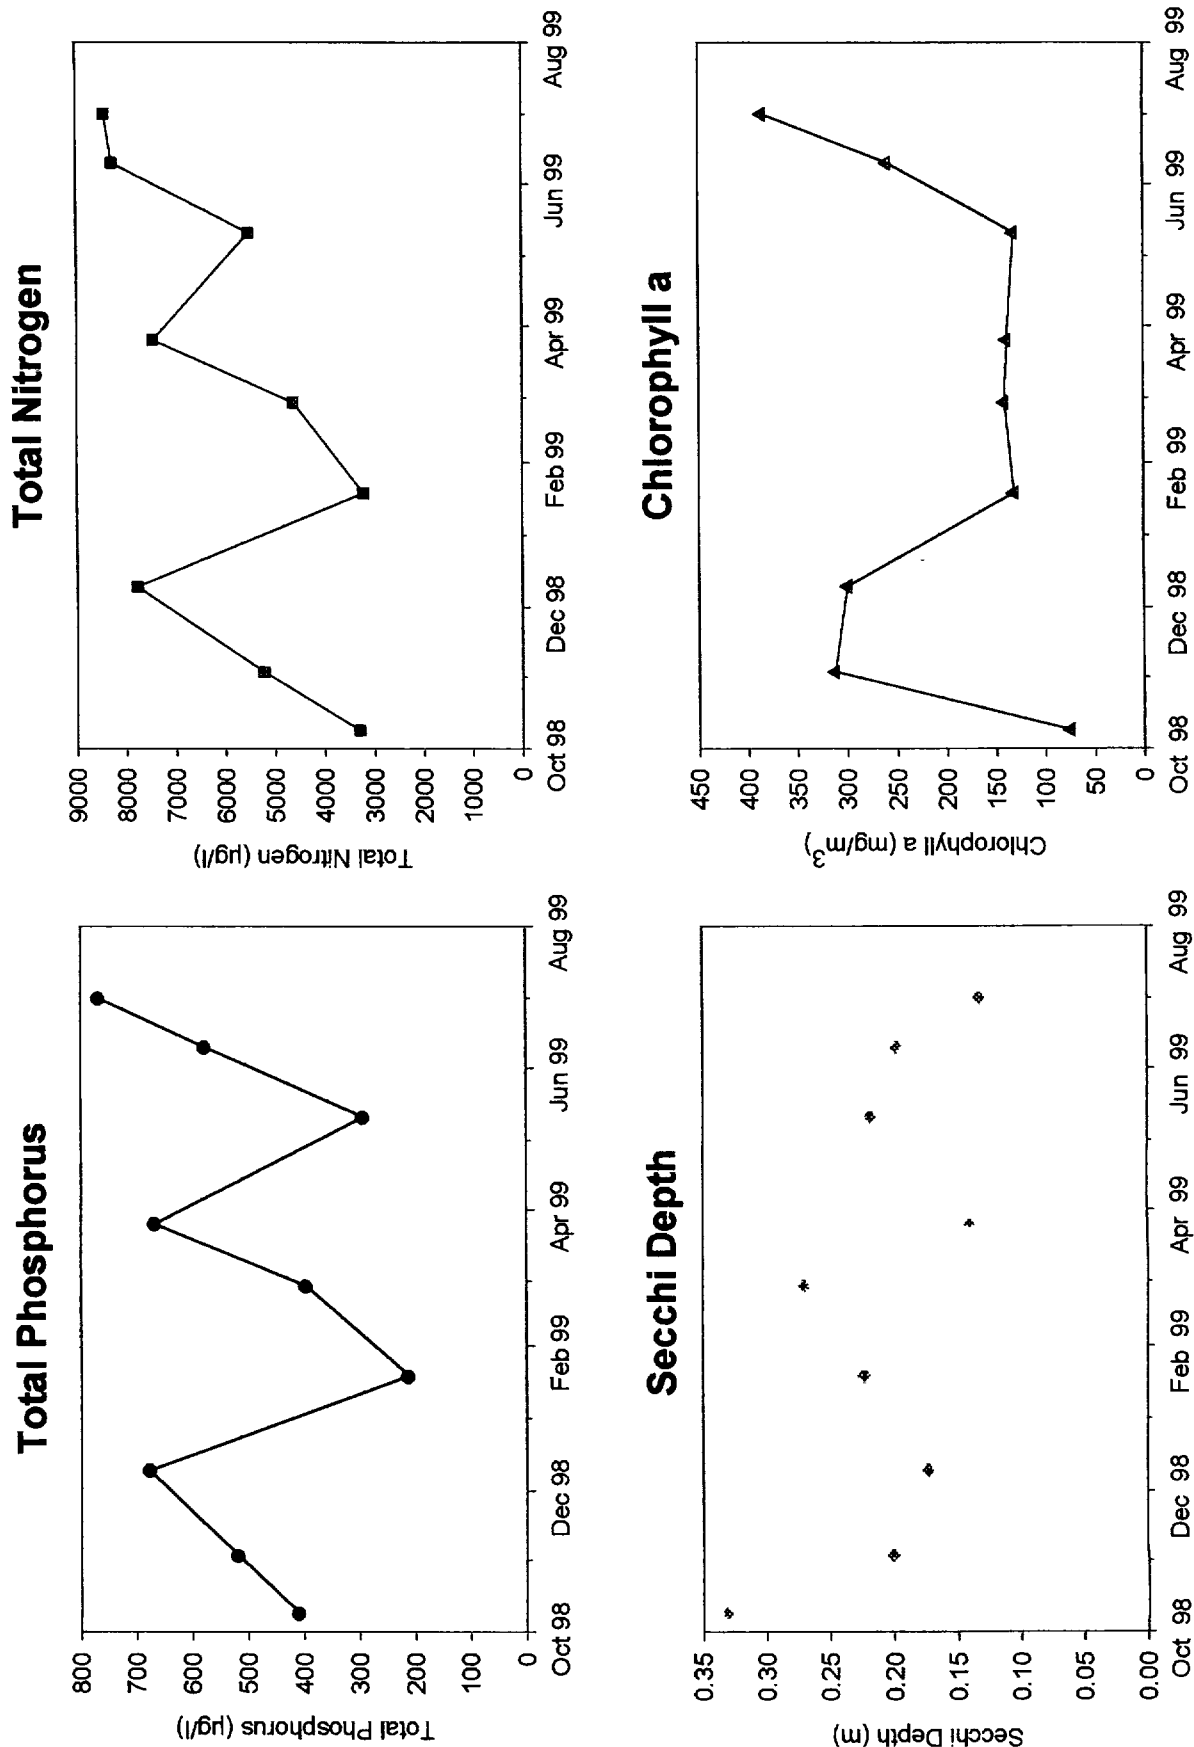 Total Phosphorus
Total Phosphorus (µg/l)
800
700
600
500
400
300
200
100
0
Oct 98
Dec 98
Feb 99
Apr 99
Jun 99
Aug 99
Total Nitrogen
Total Nitrogen (µg/l)
9000
8000
7000
6000
5000
4000
3000
2000
1000
0
Oct 98
Dec 98
Feb 99
Apr 99
Jun 99
Aug 99
Secchi Depth
Secchi Depth (m)
0.35
0.30
0.25
0.20
0.15
0.10
0.05
0.00
Oct 98
Dec 98
Feb 99
Apr 99
Jun 99
Aug 99
Chlorophyll a
Chlorophyll a (mg/m³)
450
400
350
300
250
200
150
100
50
0
Oct 98
Dec 98
Feb 99
Apr 99
Jun 99
Aug 99